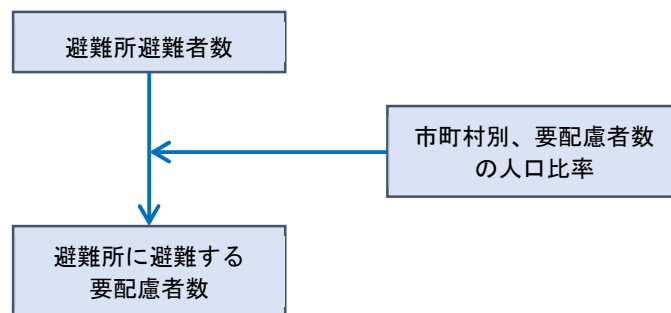 避難所避難者数
市町村別、要配慮者数
の人口比率
避難所に避難する
要配慮者数